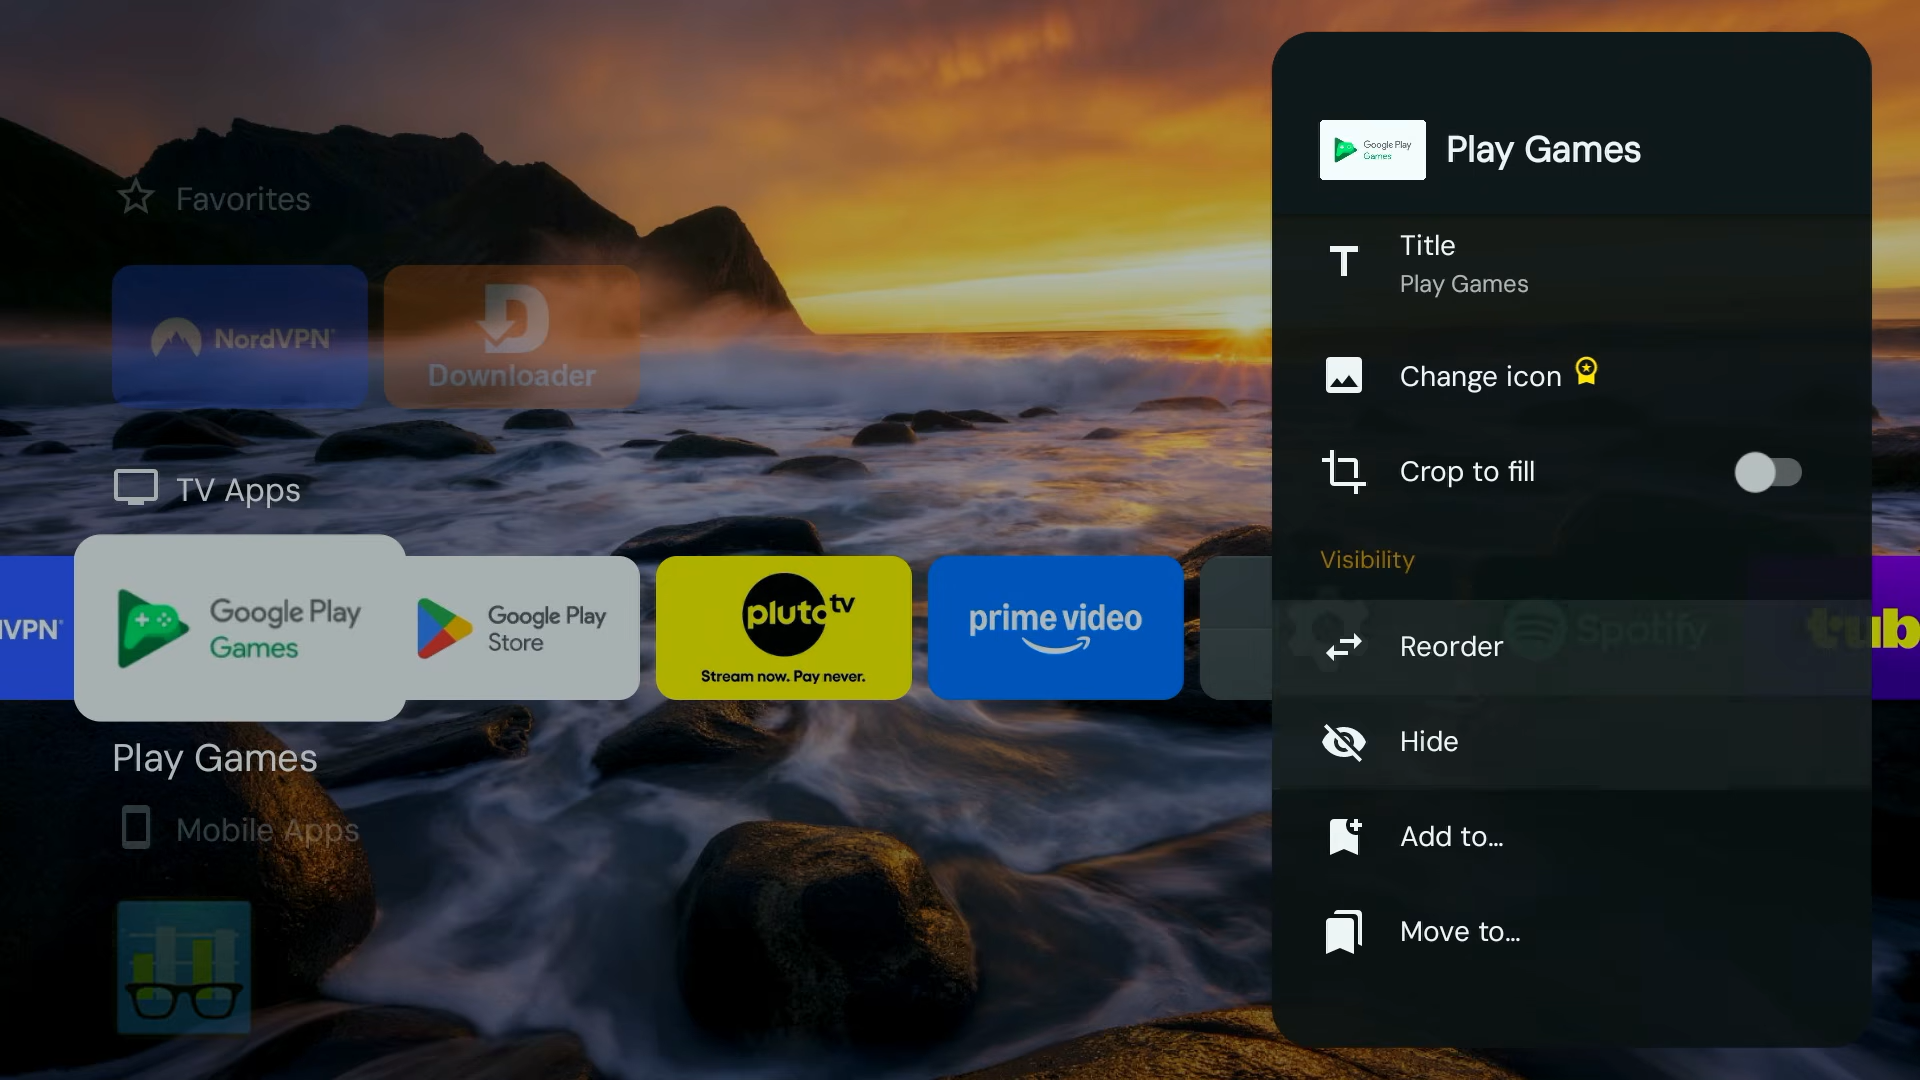 Favorites
NordVPN®
Downloader
TV Apps
VPN®
Google Play
Games
Google Play
Store
pluto tv
Stream now. Pay never.
prime video
Play Games
Mobile Apps
Google Play
Games
Play Games
Title
Play Games
Change icon
Crop to fill
Visibility
Reorder
Spotify
tub
Hide
Add to...
Move to...